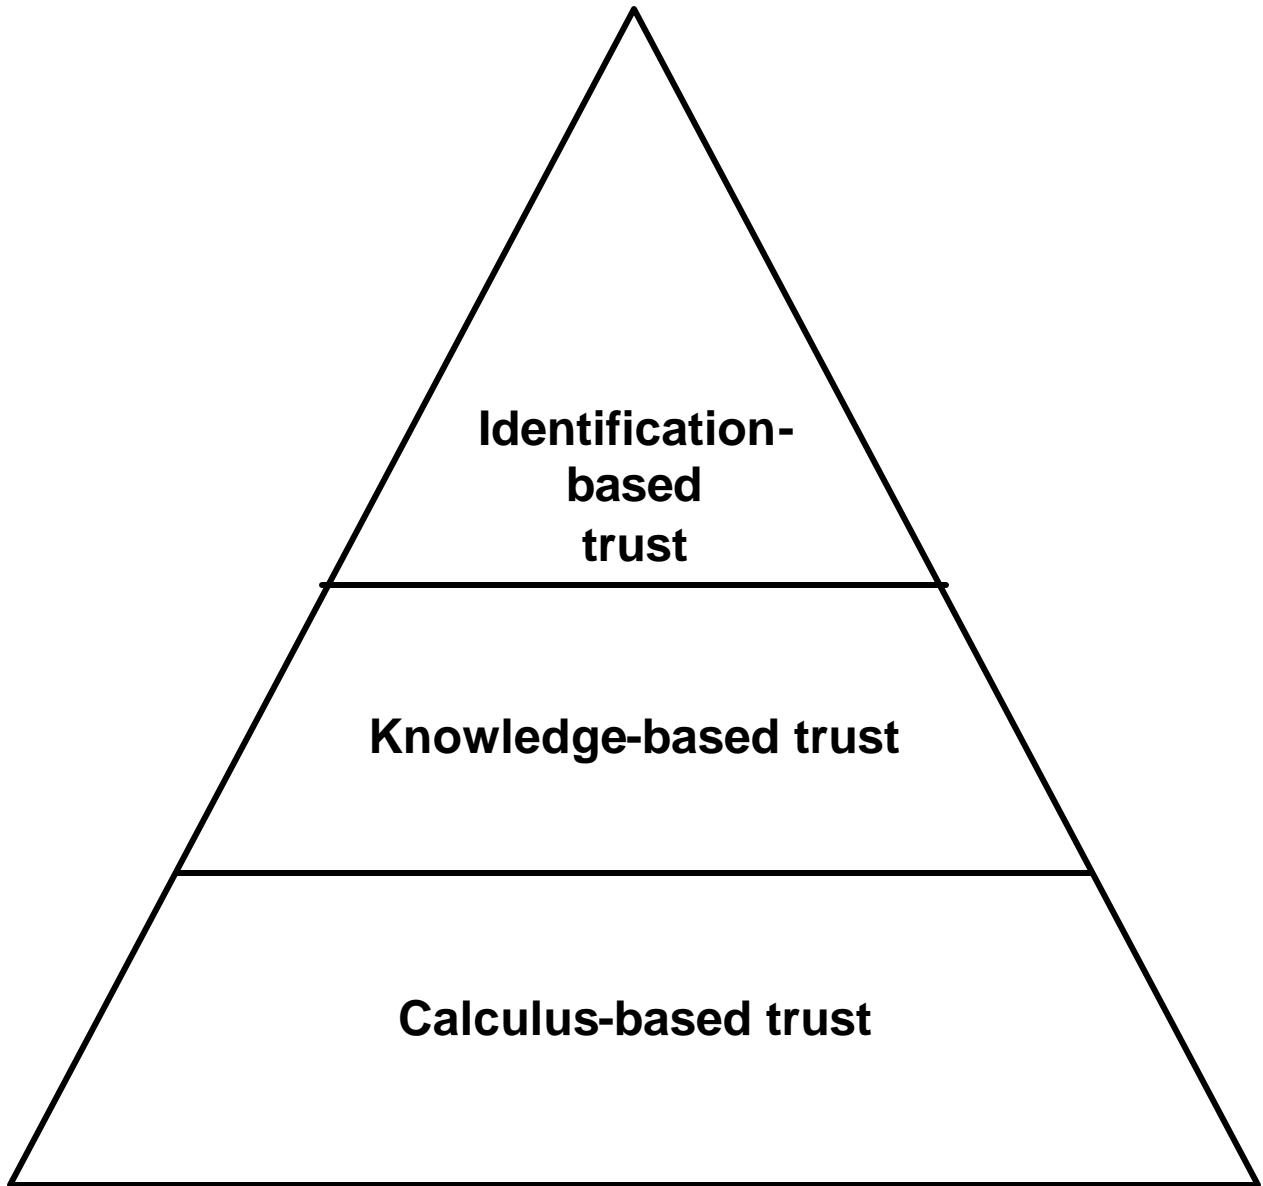 Identification-
based
trust
Knowledge-based trust
Calculus-based trust